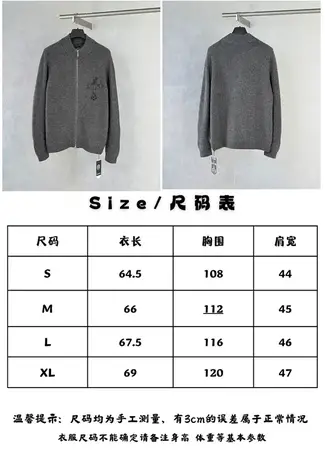 Size/尺码表
尺码 衣长 胸围 肩宽
S 64.5 108 44
M 66 112 45
L 67.5 116 46
XL 69 120 47
温馨提示：尺码均为手工测量、有3cm的误差属于正常情况
衣服尺码不能确定请备注身高 体重等基本参数